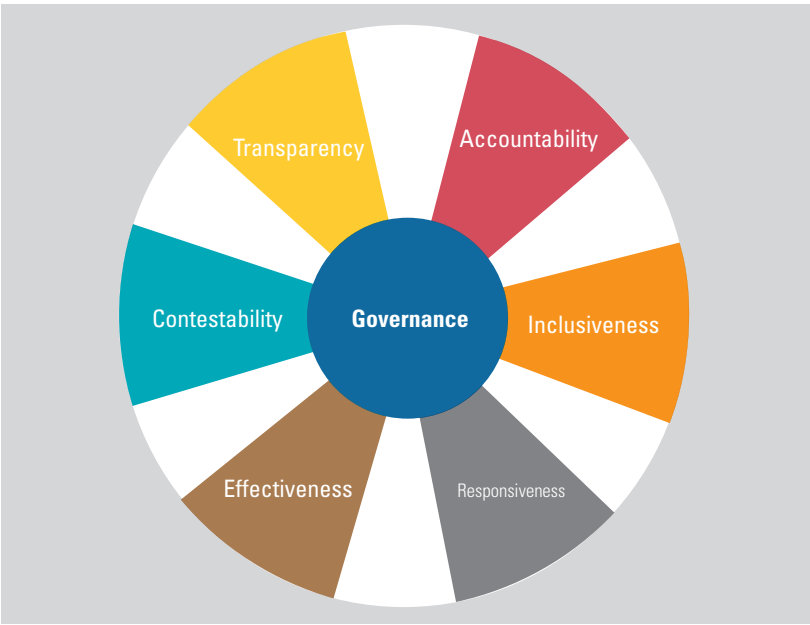 Transparency
Accountability
Contestability
Governance
Inclusiveness
Effectiveness
Responsiveness